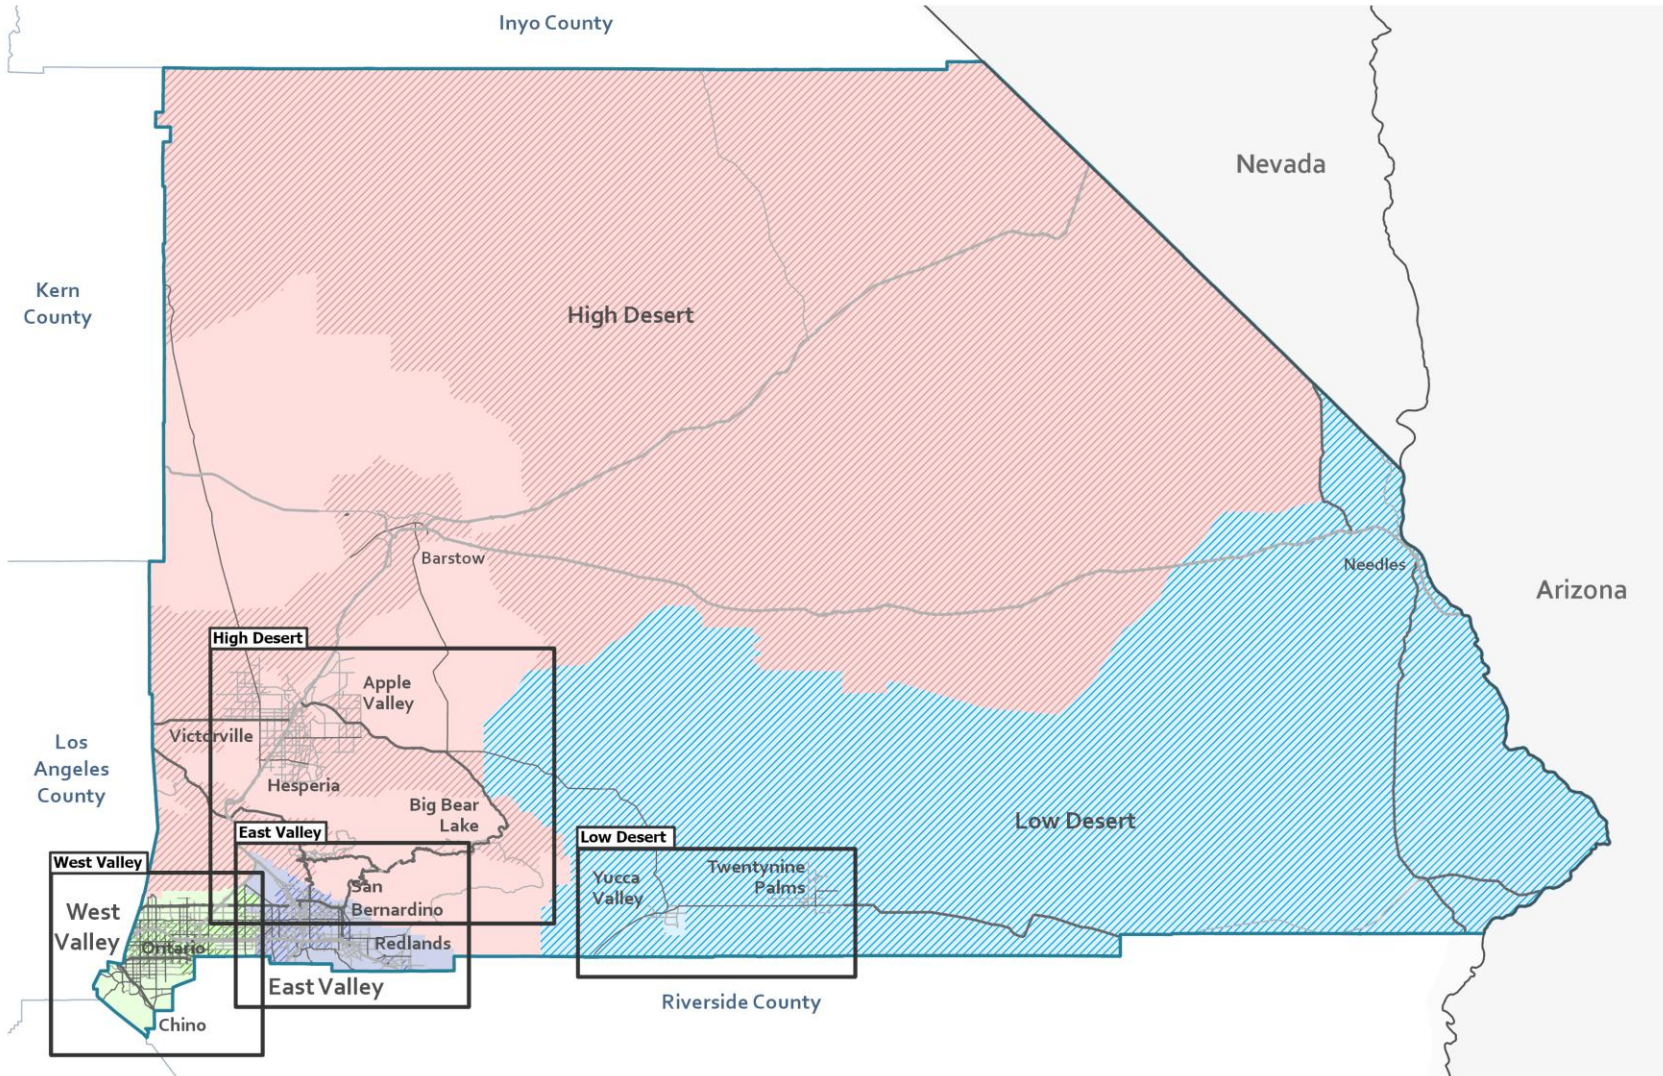 Inyo County
Nevada
Kern
County
High Desert
Barstow
Needles
Arizona
High Desert
Apple
Valley
Victorville
Los
Angeles
County
Hesperia
Big Bear
Lake
Low Desert
East Valley
Low Desert
West Valley
Twentynine
Palms
Yucca
Valley
San
Bernardino
West
Valley
Ontario
Redlands
East Valley
Riverside County
Chino